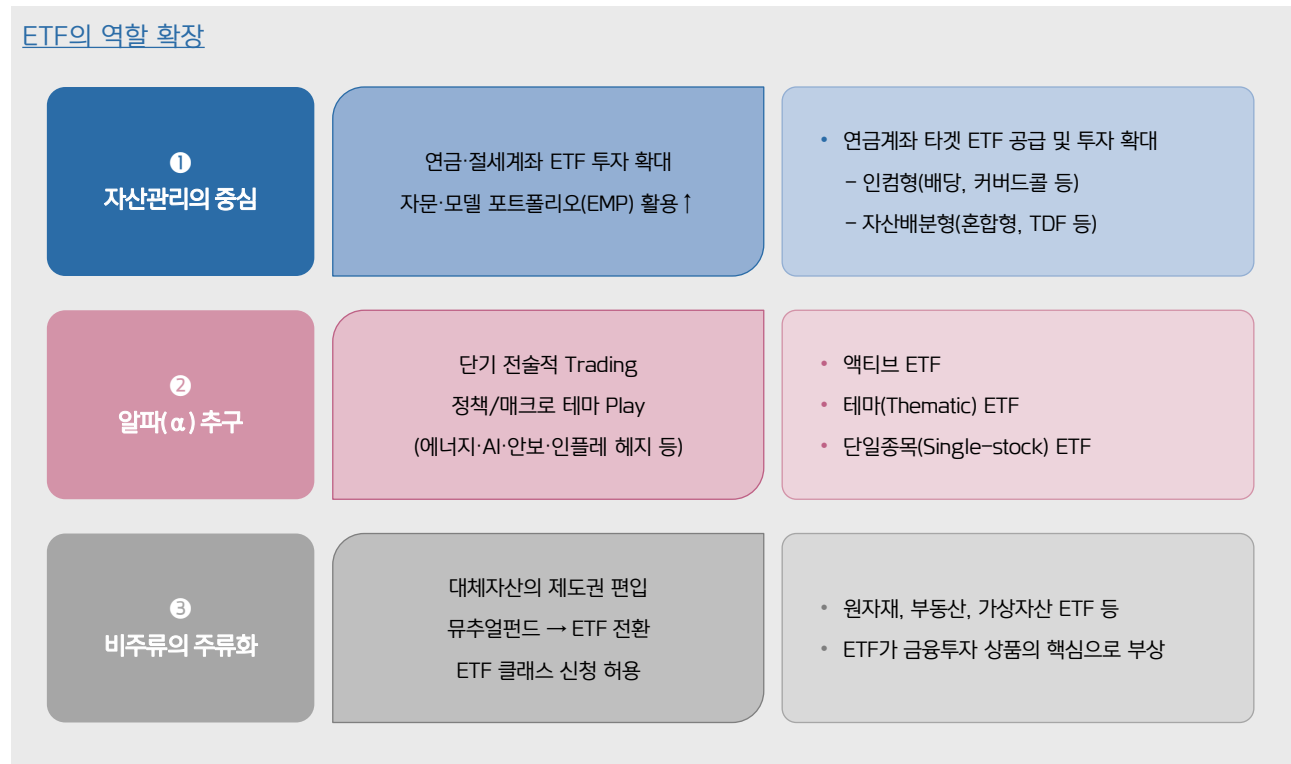 ETF의 역할 확장
❶
자산관리의 중심
연금·절세계좌 ETF 투자 확대
자문·모델 포트폴리오(EMP) 활용↑
• 연금계좌 타겟 ETF 공급 및 투자 확대
- 인컴형(배당, 커버드콜 등)
- 자산배분형(혼합형, TDF 등)
❷
알파(α) 추구
단기 전술적 Trading
정책/매크로 테마 Play
(에너지·AI·안보·인플레 헤지 등)
• 액티브 ETF
• 테마(Thematic) ETF
• 단일종목(Single-stock) ETF
❸
비주류의 주류화
대체자산의 제도권 편입
뮤추얼펀드 → ETF 전환
ETF 클래스 신청 허용
• 원자재, 부동산, 가상자산 ETF 등
• ETF가 금융투자 상품의 핵심으로 부상